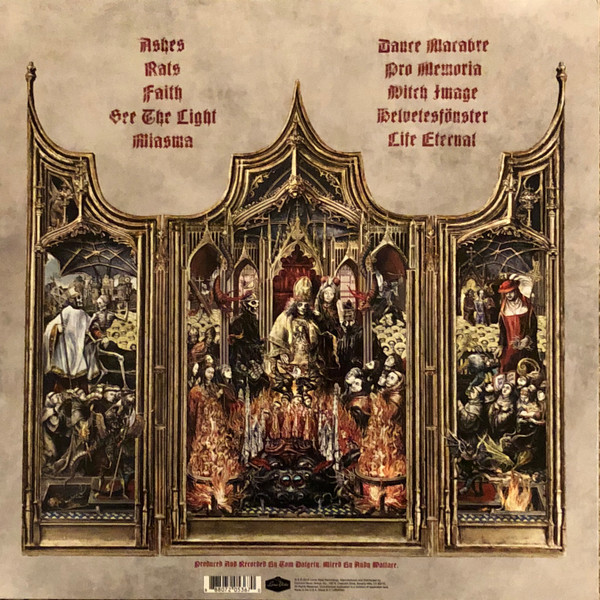 Ashes
Rats
Faith
See The Light
Miasma
Dance Macabre
Pro Memoria
Witch Image
Helvetesfönster
Life Eternal
Produced And Recorded By Tom Dalgety. Mixed By Andy Wallace.